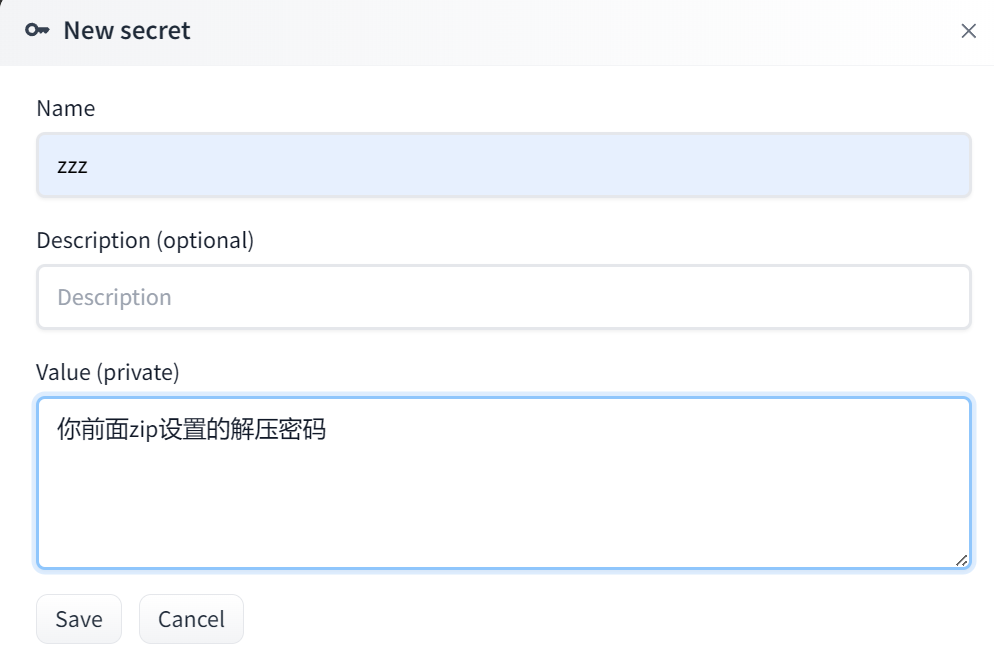 New secret
Name
zzz
Description (optional)
Description
Value (private)
你前面zip设置的解压密码
Save
Cancel